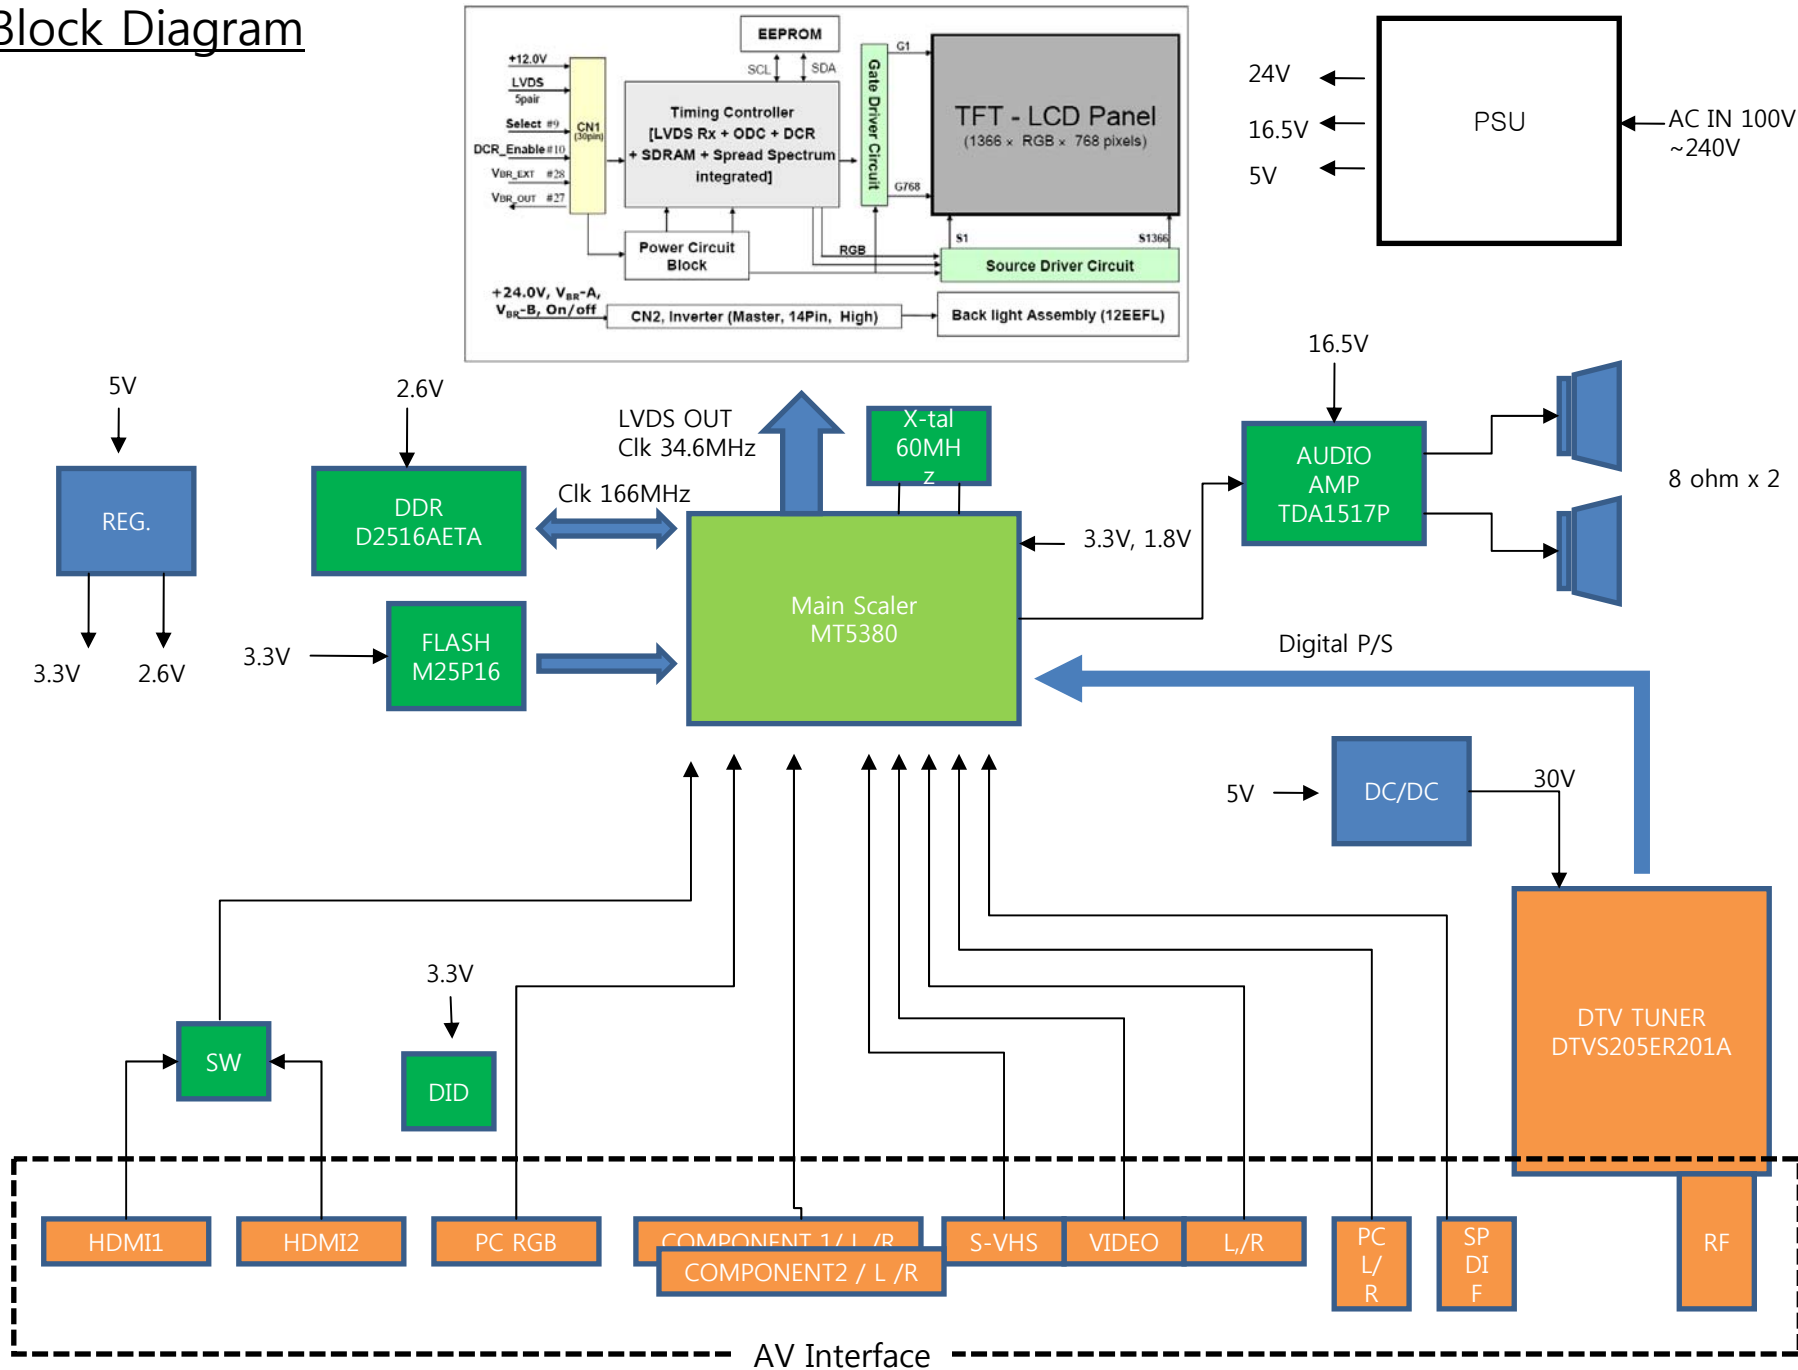 Block Diagram
EEPROM
SCL
SDA
+12.0V
LVDS
5pair
Select #9
DCR_Enable #10
VBR_EXT #28
VBR_OUT #27
CN1
(30pin)
Timing Controller
[LVDS Rx + ODC + DCR
+ SDRAM + Spread Spectrum
integrated]
Gate Driver Circuit
G1
G768
TFT - LCD Panel
(1366 × RGB × 768 pixels)
Power Circuit
Block
RGB
S1
S1366
Source Driver Circuit
+24.0V, VBR-A,
VBR-B, On/off
CN2, Inverter (Master, 14Pin, High)
Back light Assembly (12EEFL)
24V
16.5V
5V
PSU
AC IN 100V
~240V
5V
REG.
3.3V
2.6V
2.6V
DDR
D2516AETA
Clk 166MHz
LVDS OUT
Clk 34.6MHz
X-tal
60MH
z
3.3V
FLASH
M25P16
Main Scaler
MT5380
3.3V, 1.8V
16.5V
AUDIO
AMP
TDA1517P
8 ohm x 2
Digital P/S
5V
DC/DC
30V
DTV TUNER
DTVS205ER201A
3.3V
SW
DID
HDMI1
HDMI2
PC RGB
COMPONENT 1/ L /R
COMPONENT2 / L /R
S-VHS
VIDEO
L,/R
PC
L/
R
SP
DI
F
RF
AV Interface